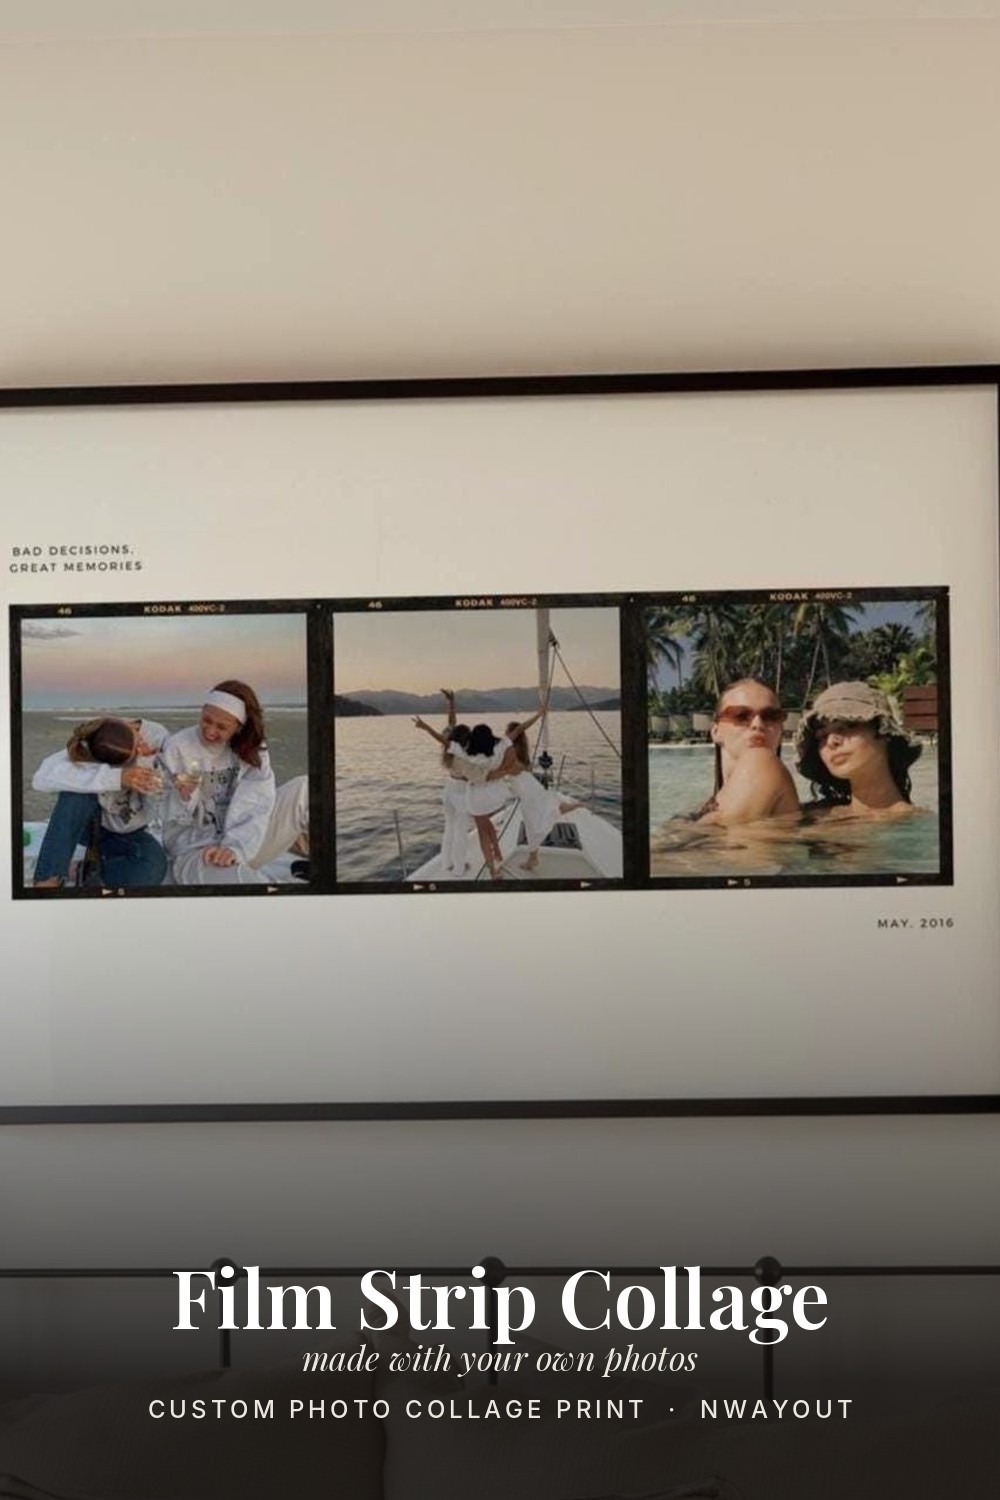 BAD DECISIONS,
GREAT MEMORIES
46 KODAK 400VC-2 46 KODAK 400VC-2 46 KODAK 400VC-2
5 5 5
MAY. 2016
Film Strip Collage
made with your own photos
CUSTOM PHOTO COLLAGE PRINT · NWAYOUT